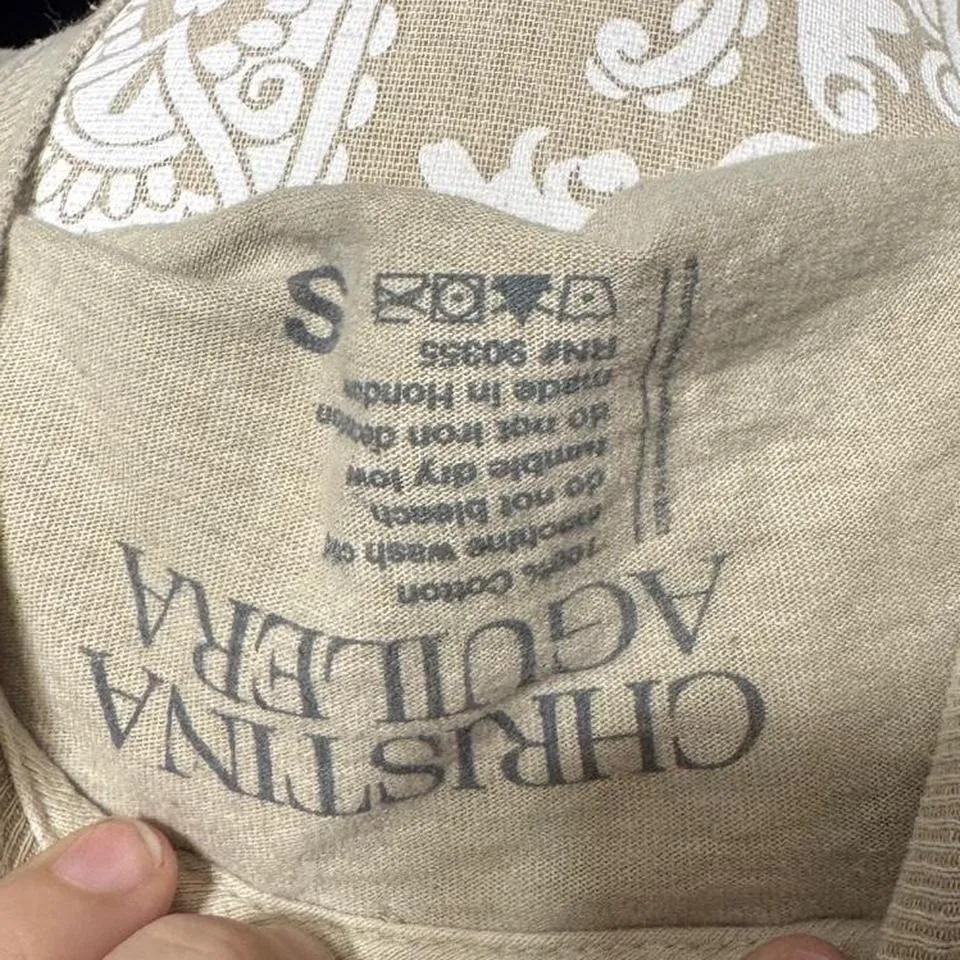 CHRISTINA
AGUILERA
100% Cotton
machine wash
do not bleach
tumble dry low
do not iron
made in
RN# 90355
S